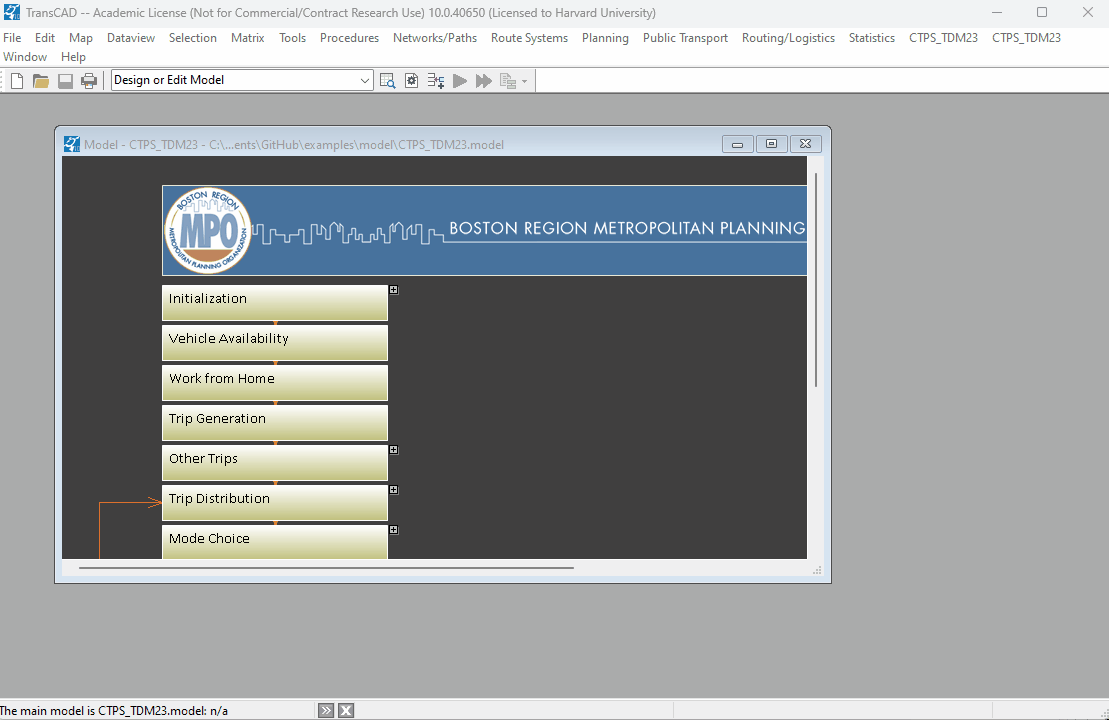 TransCAD -- Academic License (Not for Commercial/Contract Research Use) 10.0.40650 (Licensed to Harvard University)
File Edit Map Dataview Selection Matrix Tools Procedures Networks/Paths Route Systems Planning Public Transport Routing/Logistics Statistics CTPS_TDM23 CTPS_TDM23
Window Help
Design or Edit Model
Model - CTPS_TDM23 - C:\...ents\GitHub\examples\model\CTPS_TDM23.model
BOSTON REGION
MPO
METROPOLITAN PLANNING ORGANIZATION
BOSTON REGION METROPOLITAN PLANNING
Initialization
Vehicle Availability
Work from Home
Trip Generation
Other Trips
Trip Distribution
Mode Choice
The main model is CTPS_TDM23.model: n/a